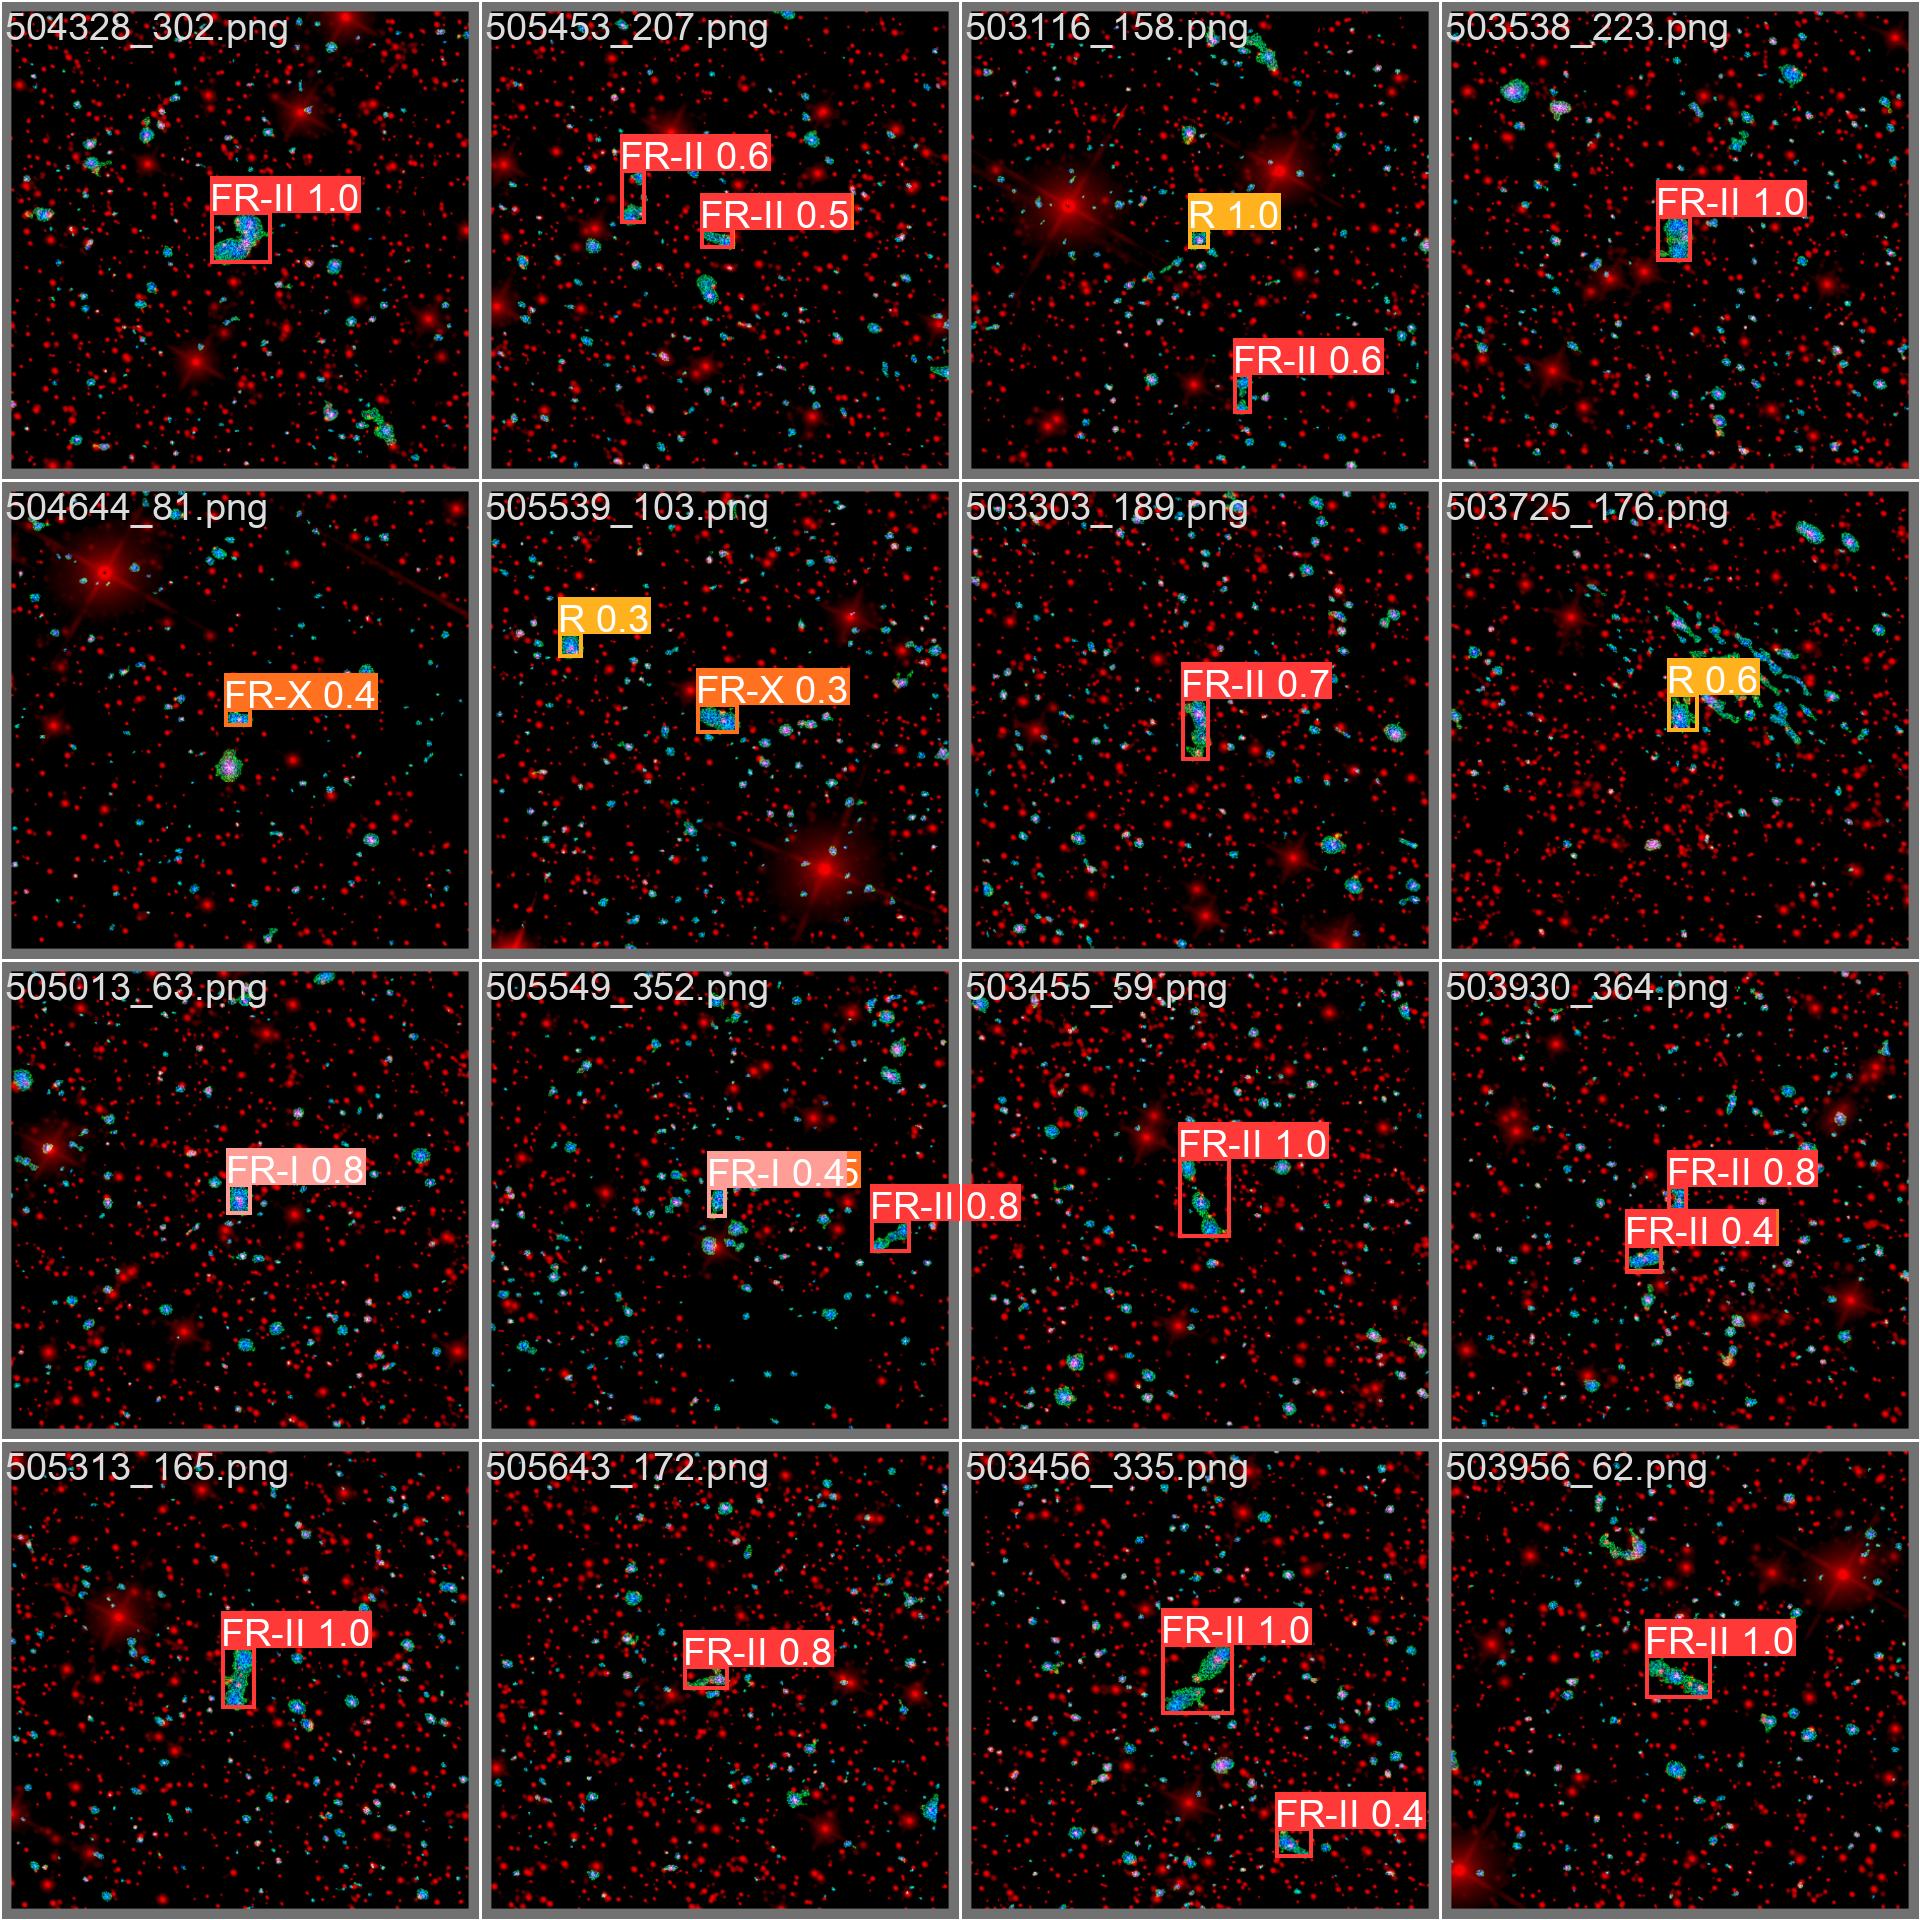 504328_302.png
FR-II 1.0
505453_207.png
FR-II 0.6
FR-II 0.5
503116_158.png
R 1.0
FR-II 0.6
503538_223.png
FR-II 1.0
504644_81.png
FR-X 0.4
505539_103.png
R 0.3
FR-X 0.3
503303_189.png
FR-II 0.7
503725_176.png
R 0.6
505013_63.png
FR-I 0.8
505549_352.png
FR-I 0.45
FR-II 0.8
503455_59.png
FR-II 1.0
503930_364.png
FR-II 0.8
FR-II 0.4
505313_165.png
FR-II 1.0
505643_172.png
FR-II 0.8
503456_335.png
FR-II 1.0
FR-II 0.4
503956_62.png
FR-II 1.0